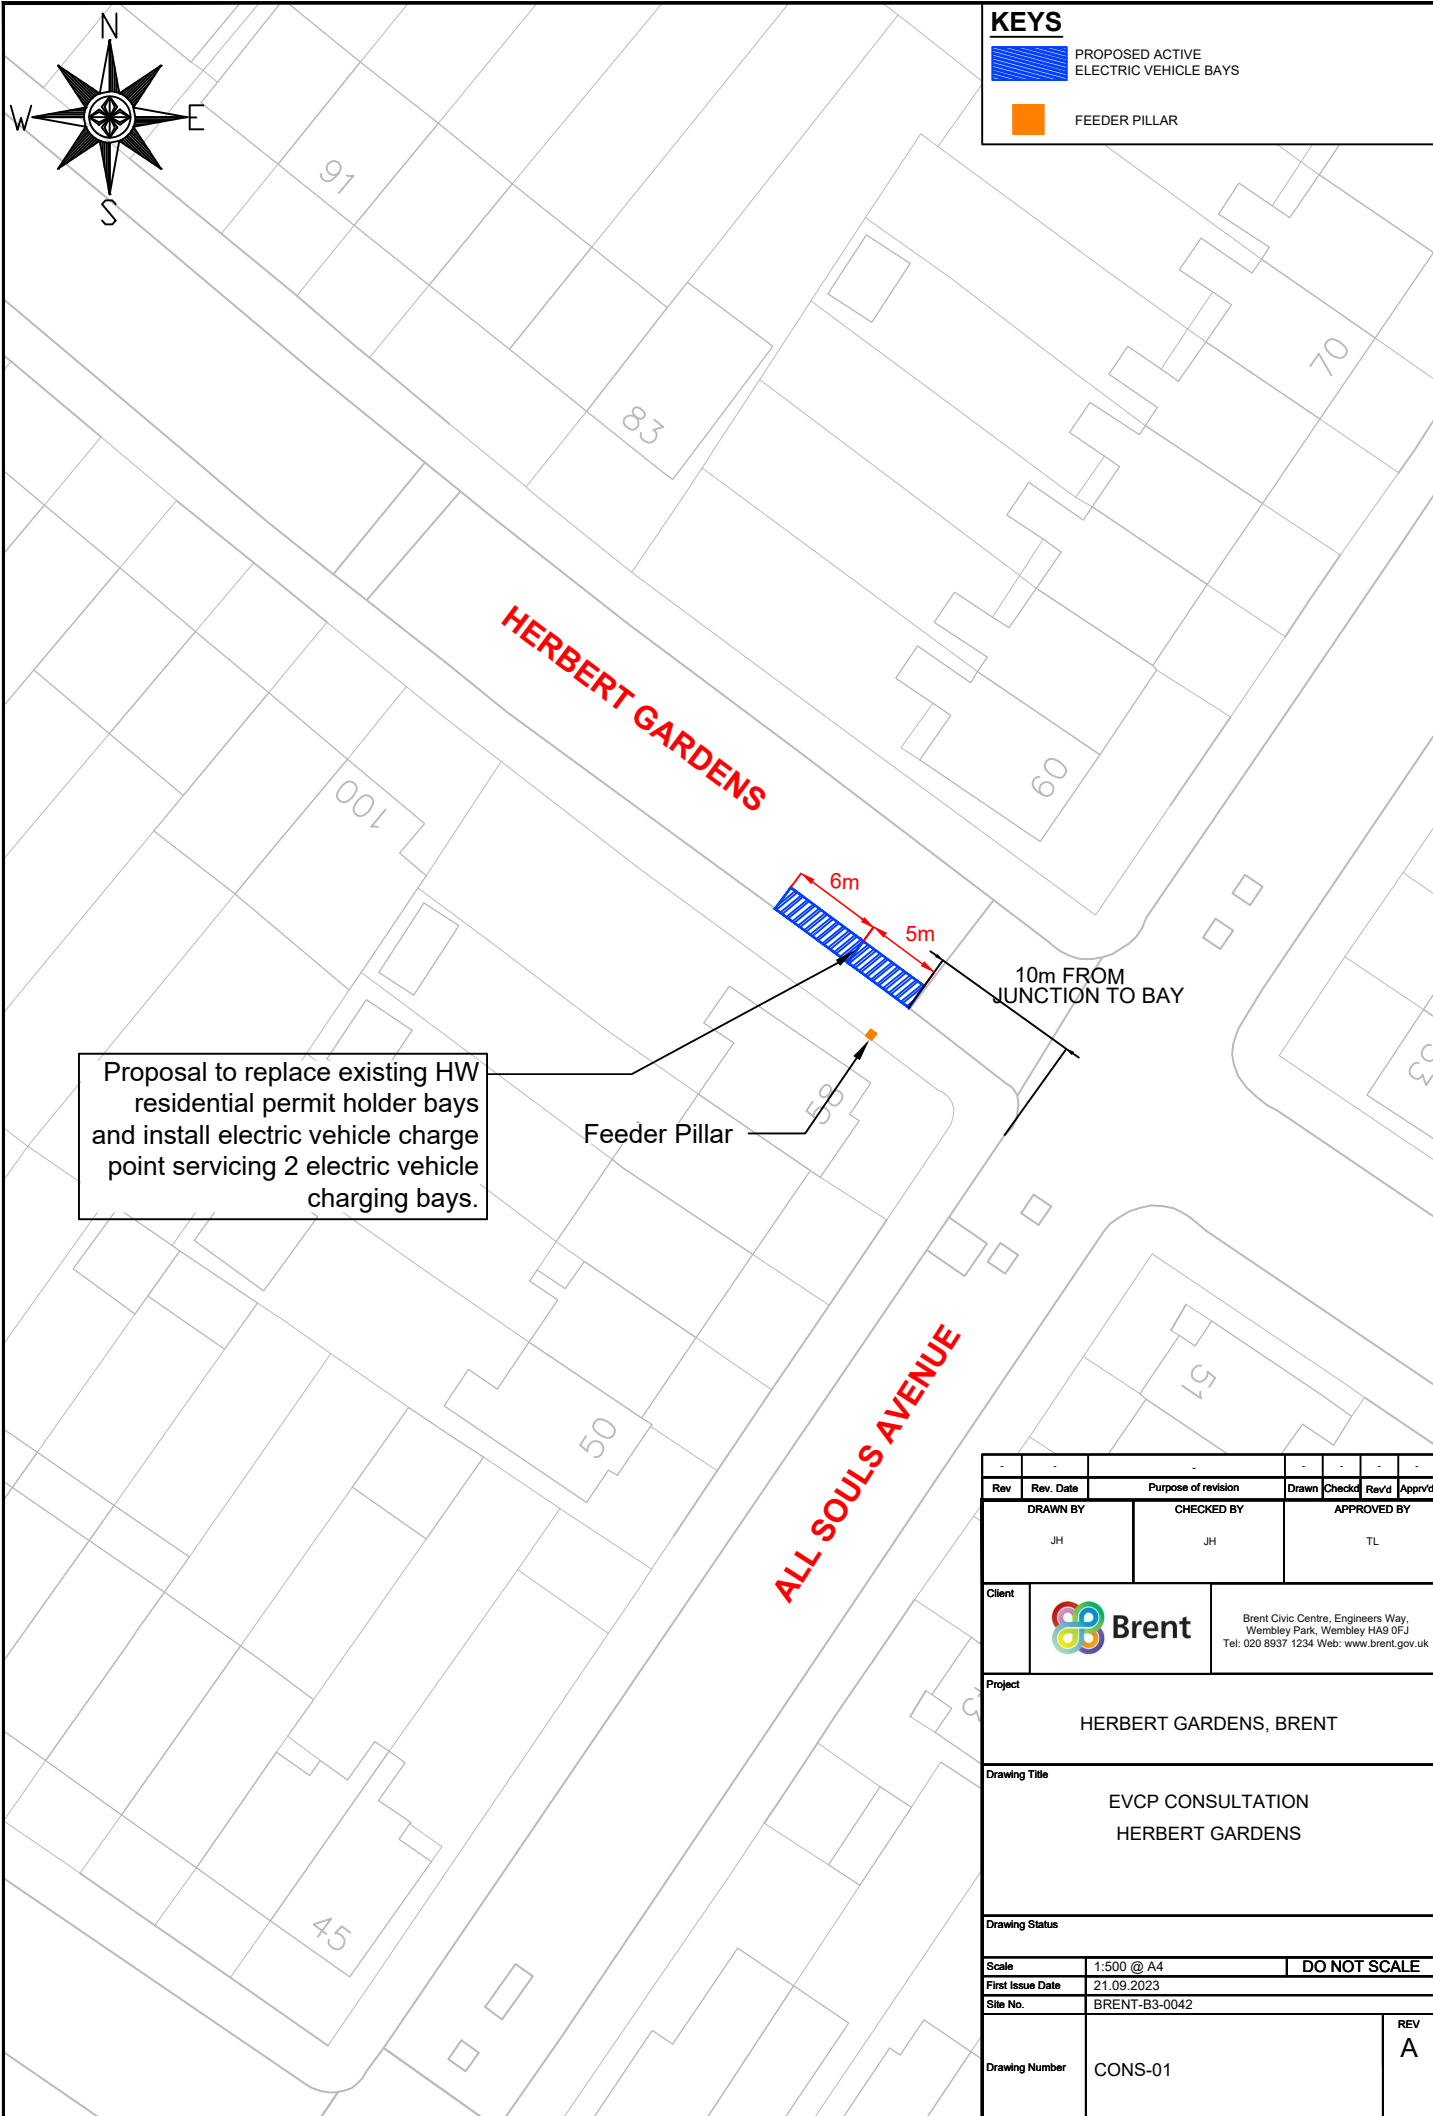 N
W
E
S
KEYS
PROPOSED ACTIVE
ELECTRIC VEHICLE BAYS
FEEDER PILLAR
91
83
70
60
HERBERT GARDENS
100
6m
5m
10m FROM
JUNCTION TO BAY
Proposal to replace existing HW
residential permit holder bays
and install electric vehicle charge
point servicing 2 electric vehicle
charging bays.
Feeder Pillar
58
50
51
45
ALL SOULS AVENUE
- - - - - - -
Rev Rev. Date Purpose of revision Drawn Checkd Rev'd Apprv'd
DRAWN BY CHECKED BY APPROVED BY
JH JH TL
Client
Brent
Brent Civic Centre, Engineers Way,
Wembley Park, Wembley HA9 0FJ
Tel: 020 8937 1234 Web: www.brent.gov.uk
Project
HERBERT GARDENS, BRENT
Drawing Title
EVCP CONSULTATION
HERBERT GARDENS
Drawing Status
Scale 1:500 @ A4 DO NOT SCALE
First Issue Date 21.09.2023
Site No. BRENT-B3-0042
Drawing Number CONS-01
REV
A